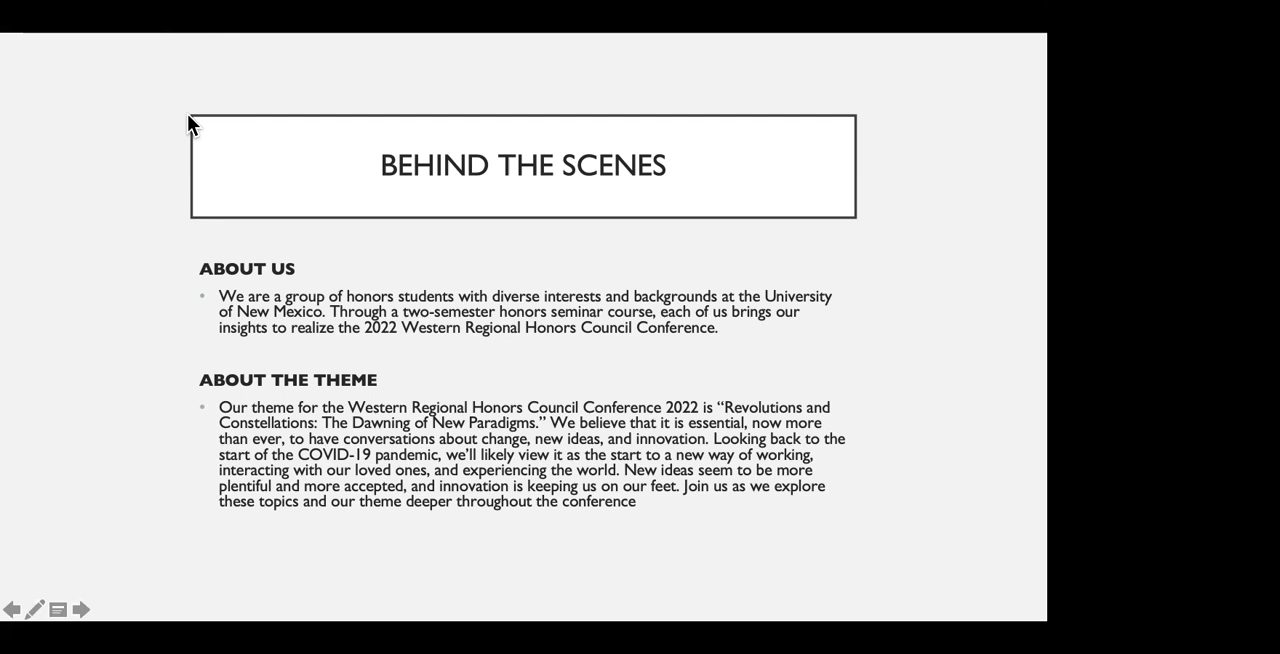 BEHIND THE SCENES
ABOUT US
• We are a group of honors students with diverse interests and backgrounds at the University
of New Mexico. Through a two-semester honors seminar course, each of us brings our
insights to realize the 2022 Western Regional Honors Council Conference.
ABOUT THE THEME
• Our theme for the Western Regional Honors Council Conference 2022 is “Revolutions and
Constellations: The Dawning of New Paradigms.” We believe that it is essential, now more
than ever, to have conversations about change, new ideas, and innovation. Looking back to the
start of the COVID-19 pandemic, we’ll likely view it as the start to a new way of working,
interacting with our loved ones, and experiencing the world. New ideas seem to be more
plentiful and more accepted, and innovation is keeping us on our feet. Join us as we explore
these topics and our theme deeper throughout the conference